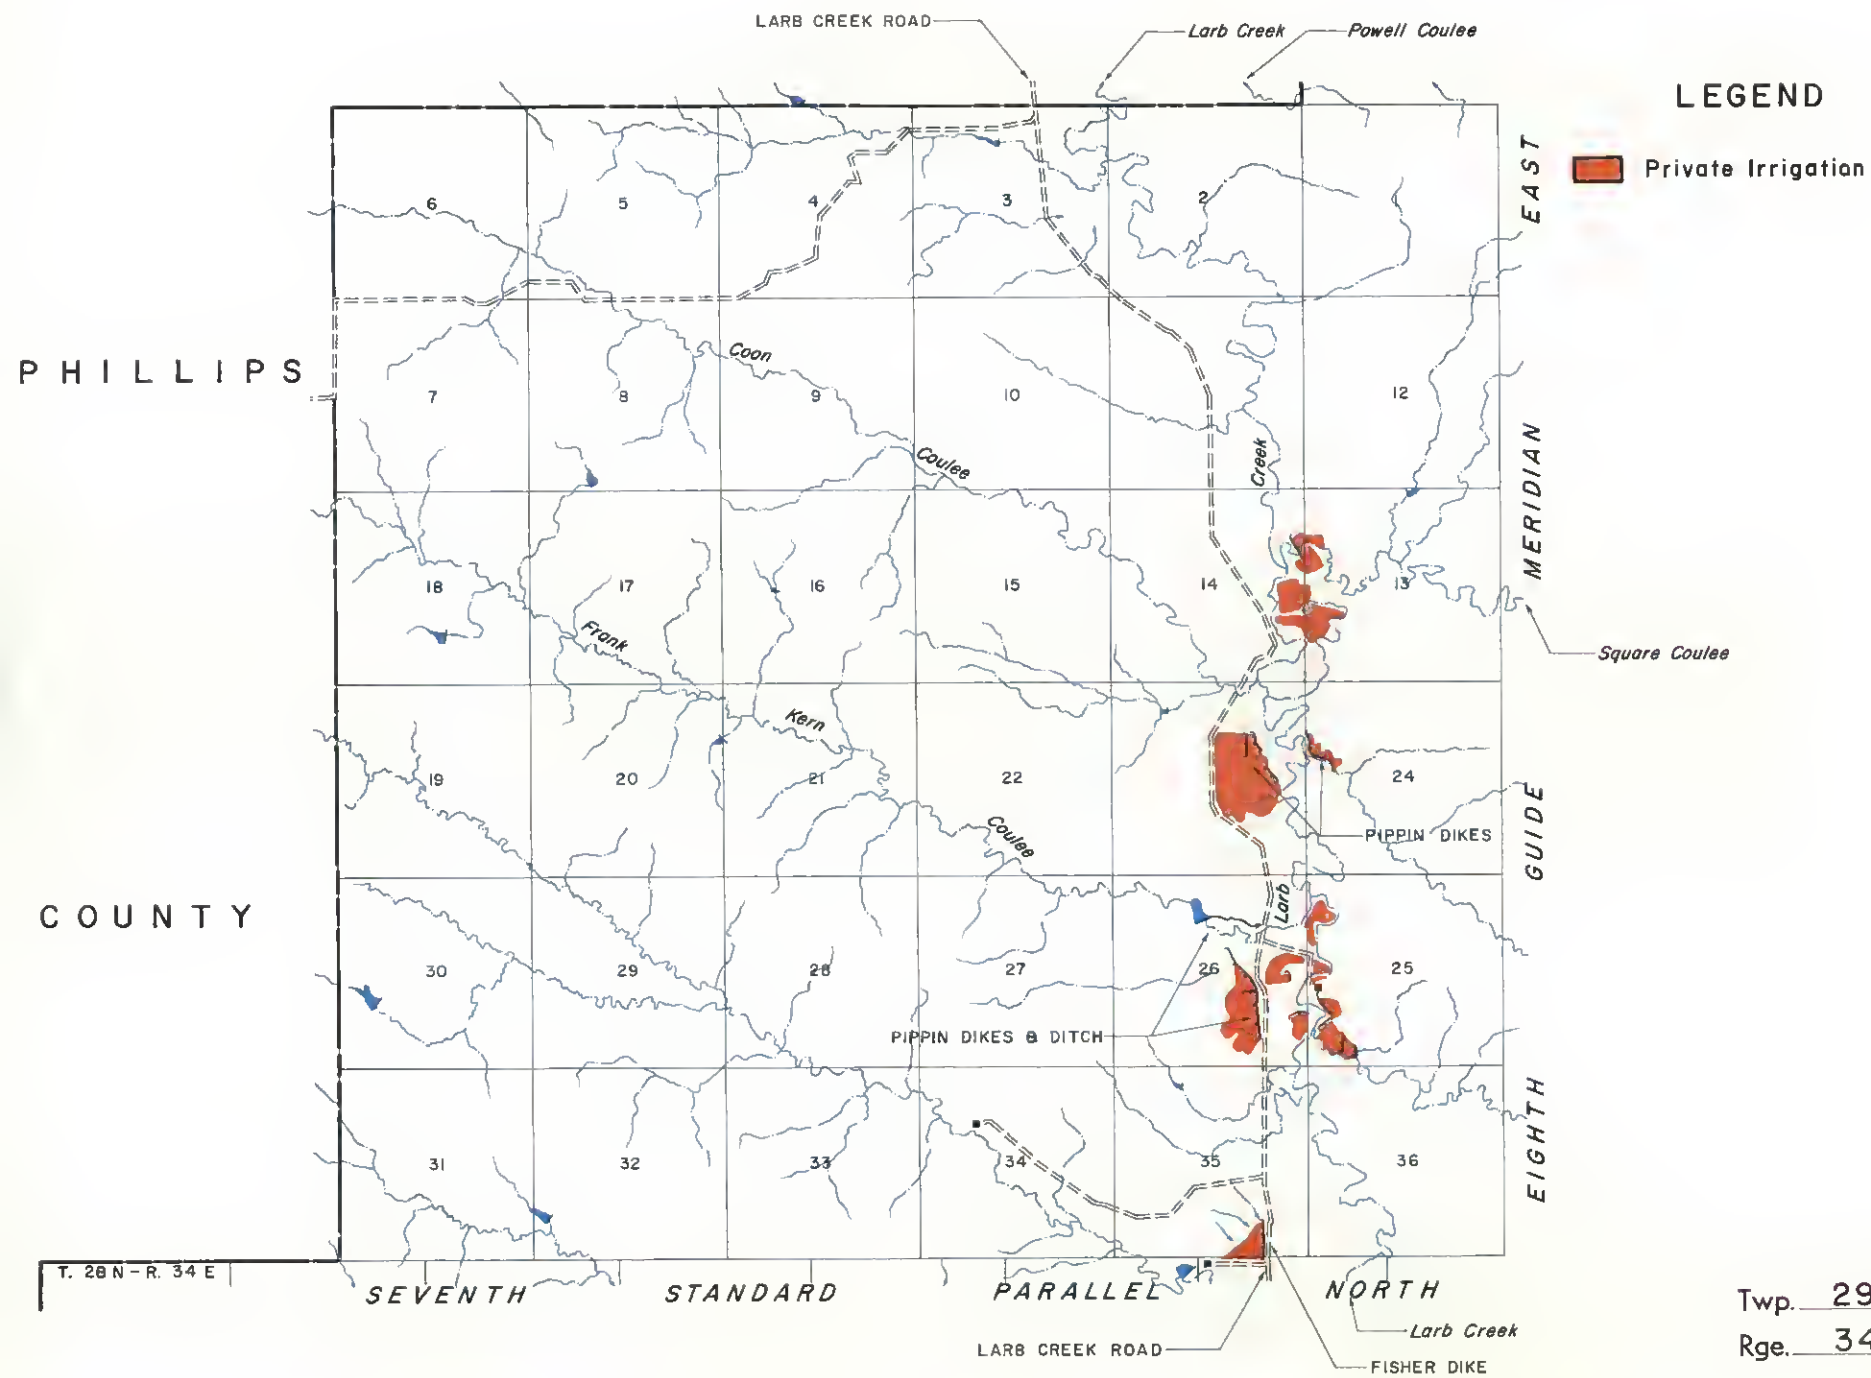 LARB CREEK ROAD
Larb Creek
Powell Coulee
LEGEND
Private Irrigation
6
5
4
3
2
EAST
PHILLIPS
7
8
Coon
9
10
12
Coulee
Creek
MERIDIAN
18
17
16
15
14
13
Frank
Square Coulee
Kern
19
20
21
22
24
PIPPIN DIKES
GUIDE
Coulee
COUNTY
Larb
30
29
28
27
26
25
PIPPIN DIKES & DITCH
31
32
33
34
35
36
EIGHTH
T. 28 N - R. 34 E
SEVENTH STANDARD PARALLEL NORTH
Twp. 29
Larb Creek
Rge. 34
LARB CREEK ROAD
FISHER DIKE